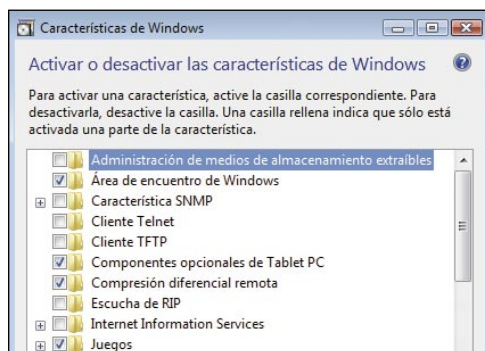 Características de Windows
Activar o desactivar las características de Windows
Para activar una característica, active la casilla correspondiente. Para
desactivarla, desactive la casilla. Una casilla rellena indica que sólo está
activada una parte de la característica.
Administración de medios de almacenamiento extraíbles
Área de encuentro de Windows
Característica SNMP
Cliente Telnet
Cliente TFTP
Componentes opcionales de Tablet PC
Compresión diferencial remota
Escucha de RIP
Internet Information Services
Juegos